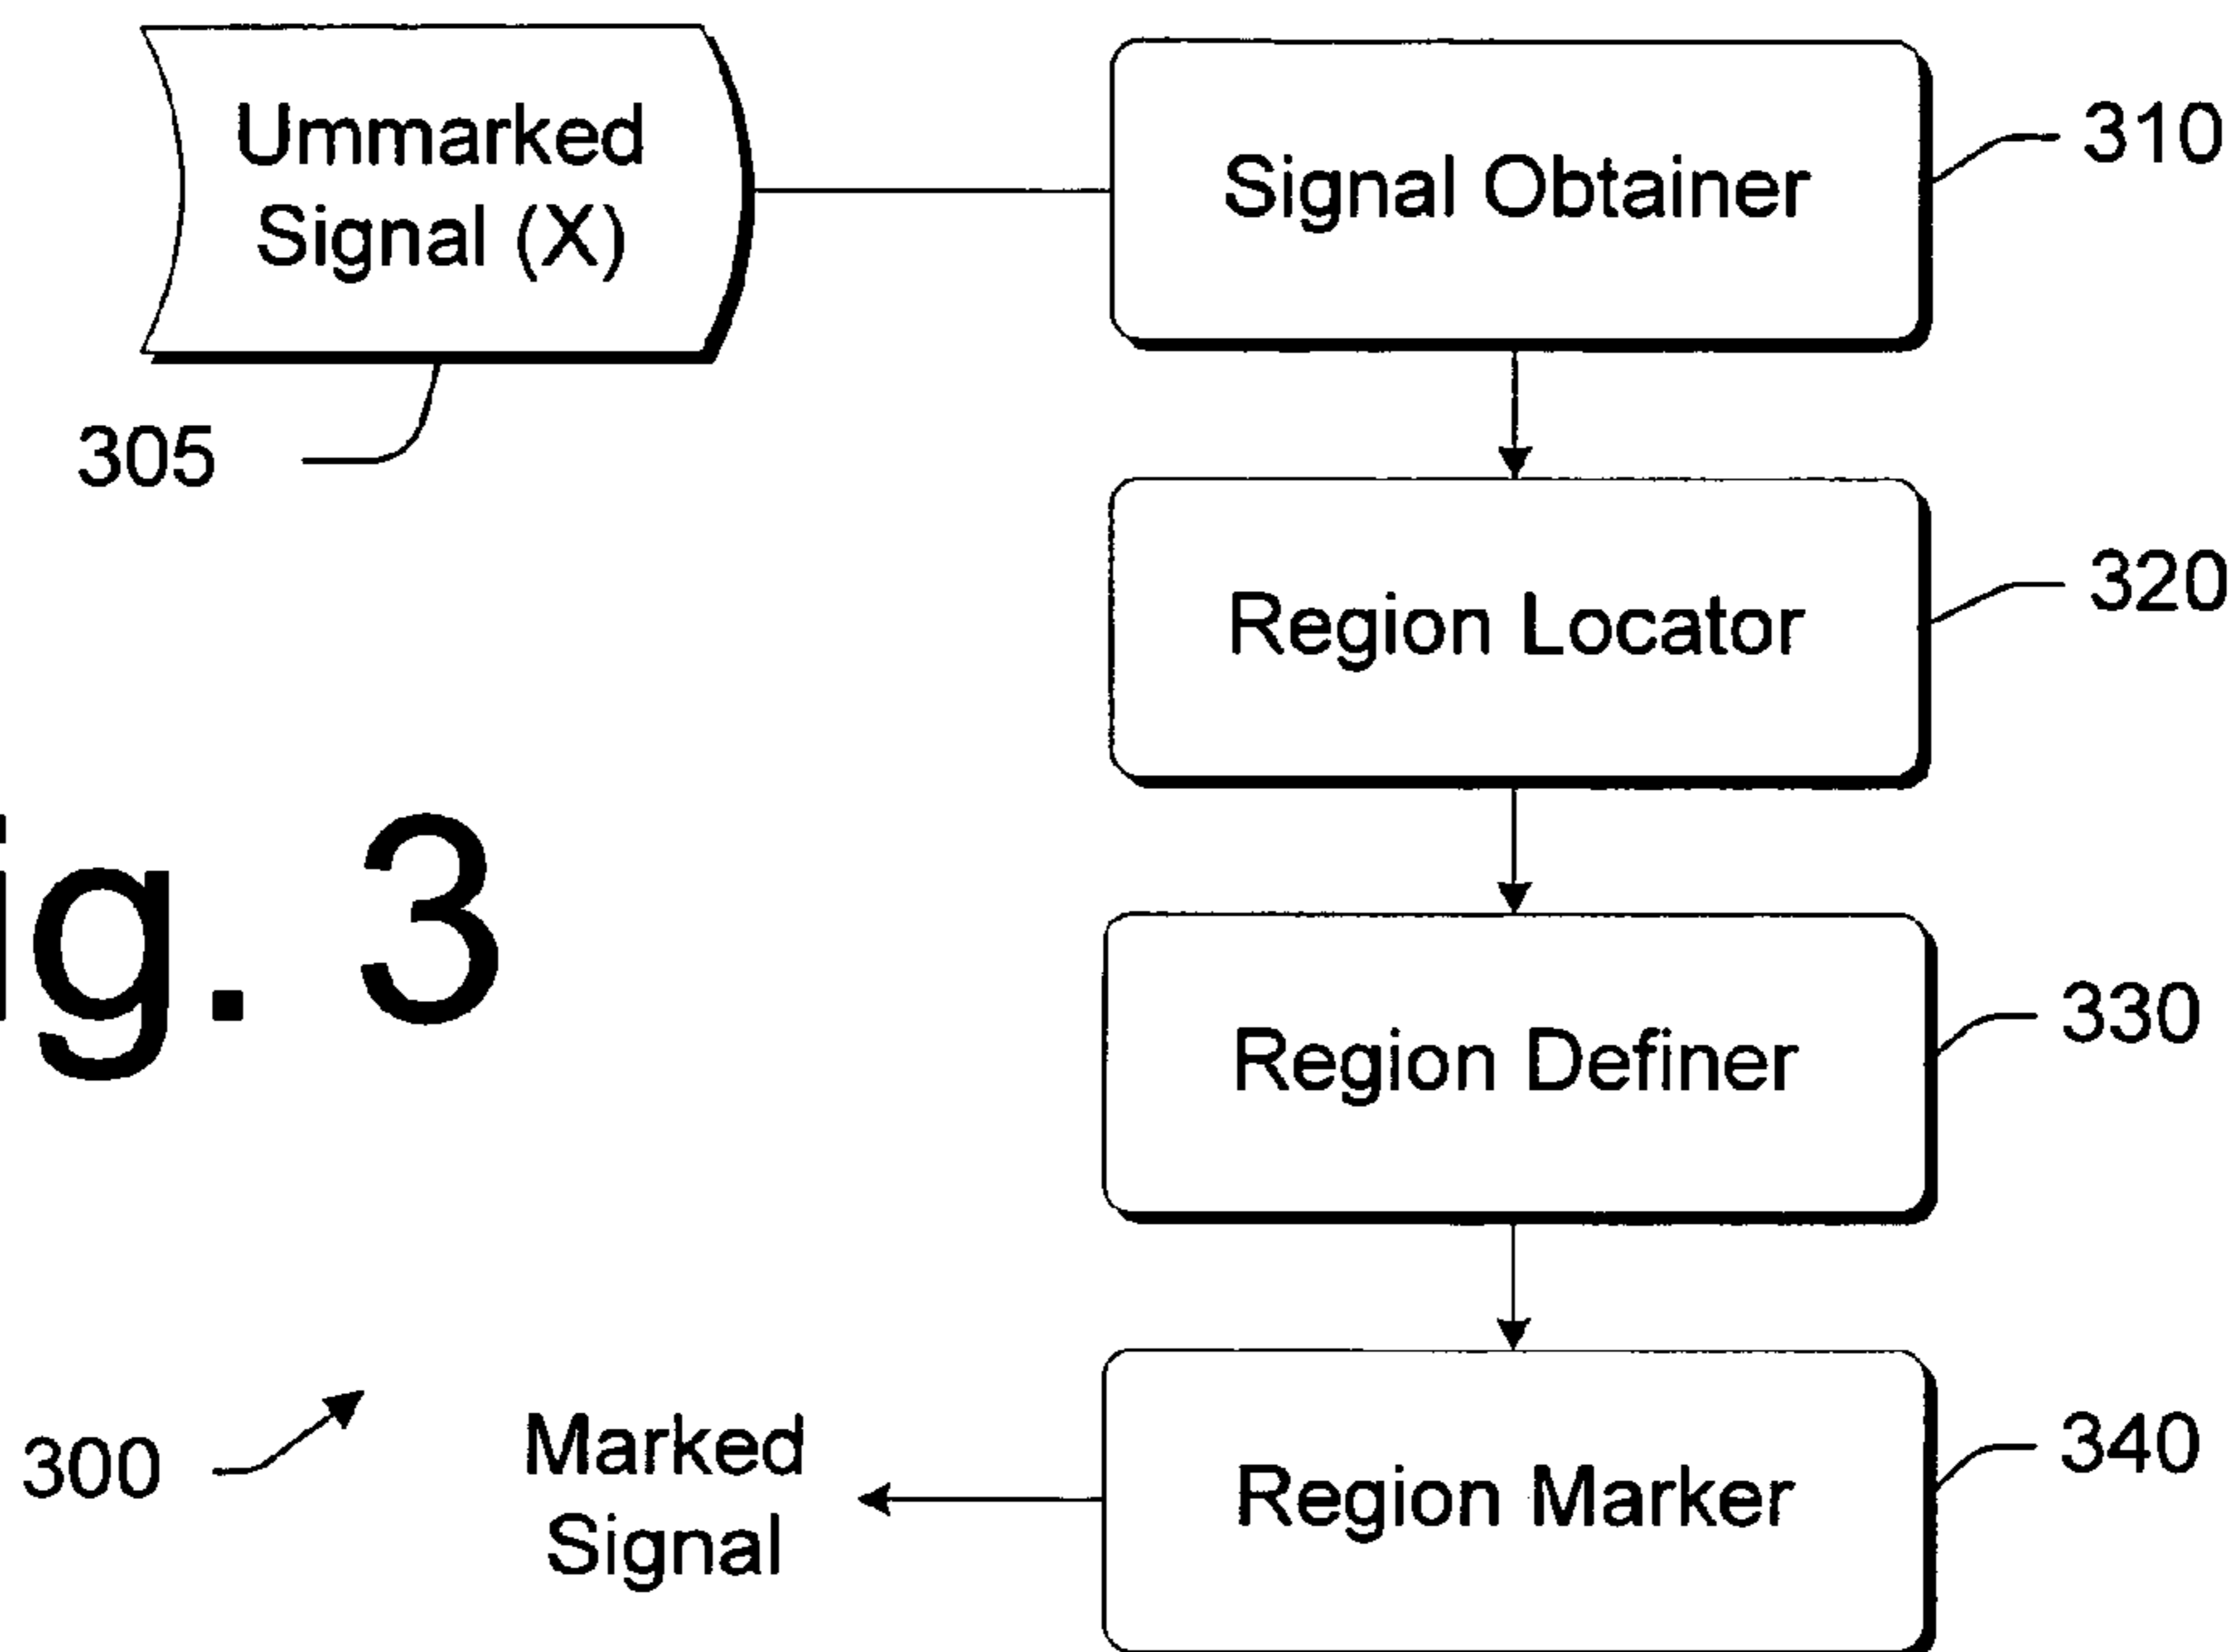 Ummarked
Signal (X)
305
Signal Obtainer
310
Region Locator
320
ig. 3
Region Definer
330
300
Marked
Signal
Region Marker
340